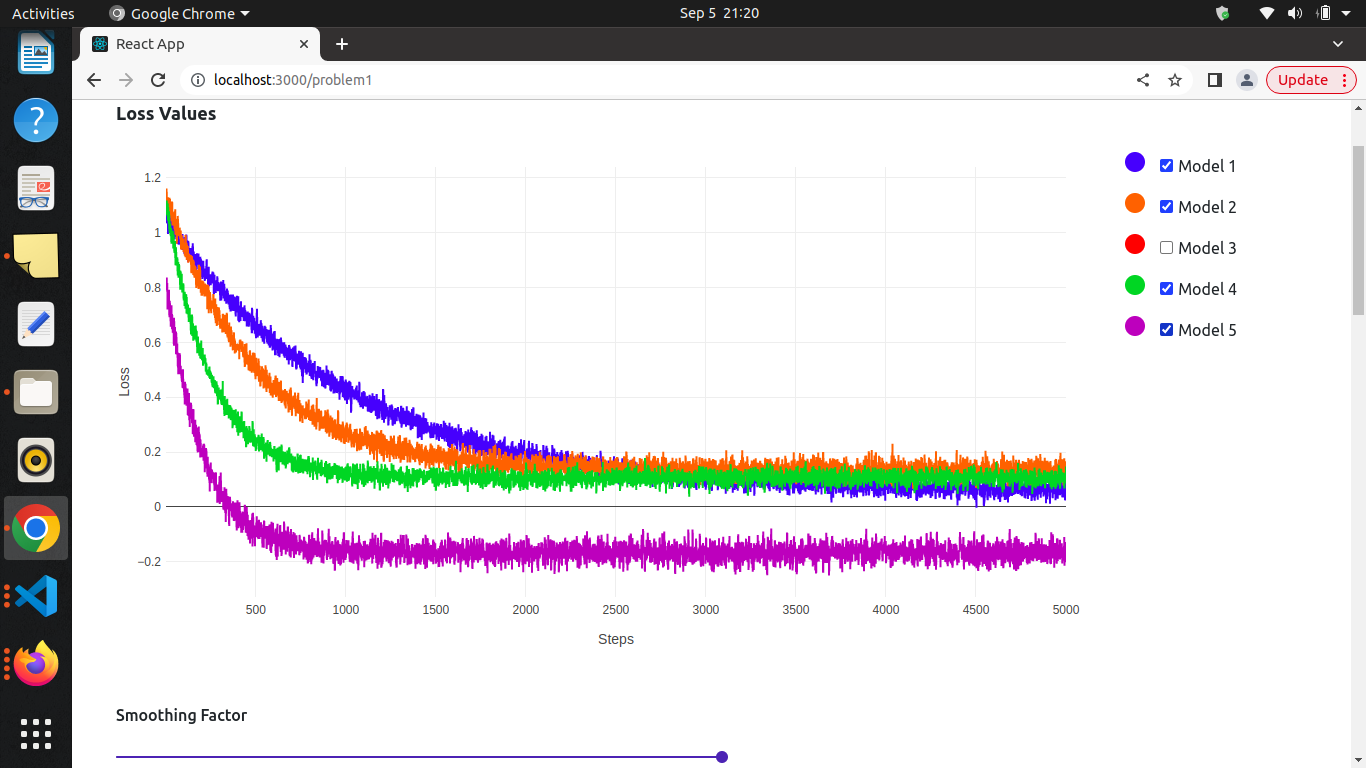 Activities
Google Chrome
Sep 5 21:20
React App
localhost:3000/problem1
Update
Loss Values
1.2
1
0.8
0.6
0.4
0.2
0
−0.2
Loss
500
1000
1500
2000
2500
3000
3500
4000
4500
5000
Steps
Model 1
Model 2
Model 3
Model 4
Model 5
Smoothing Factor